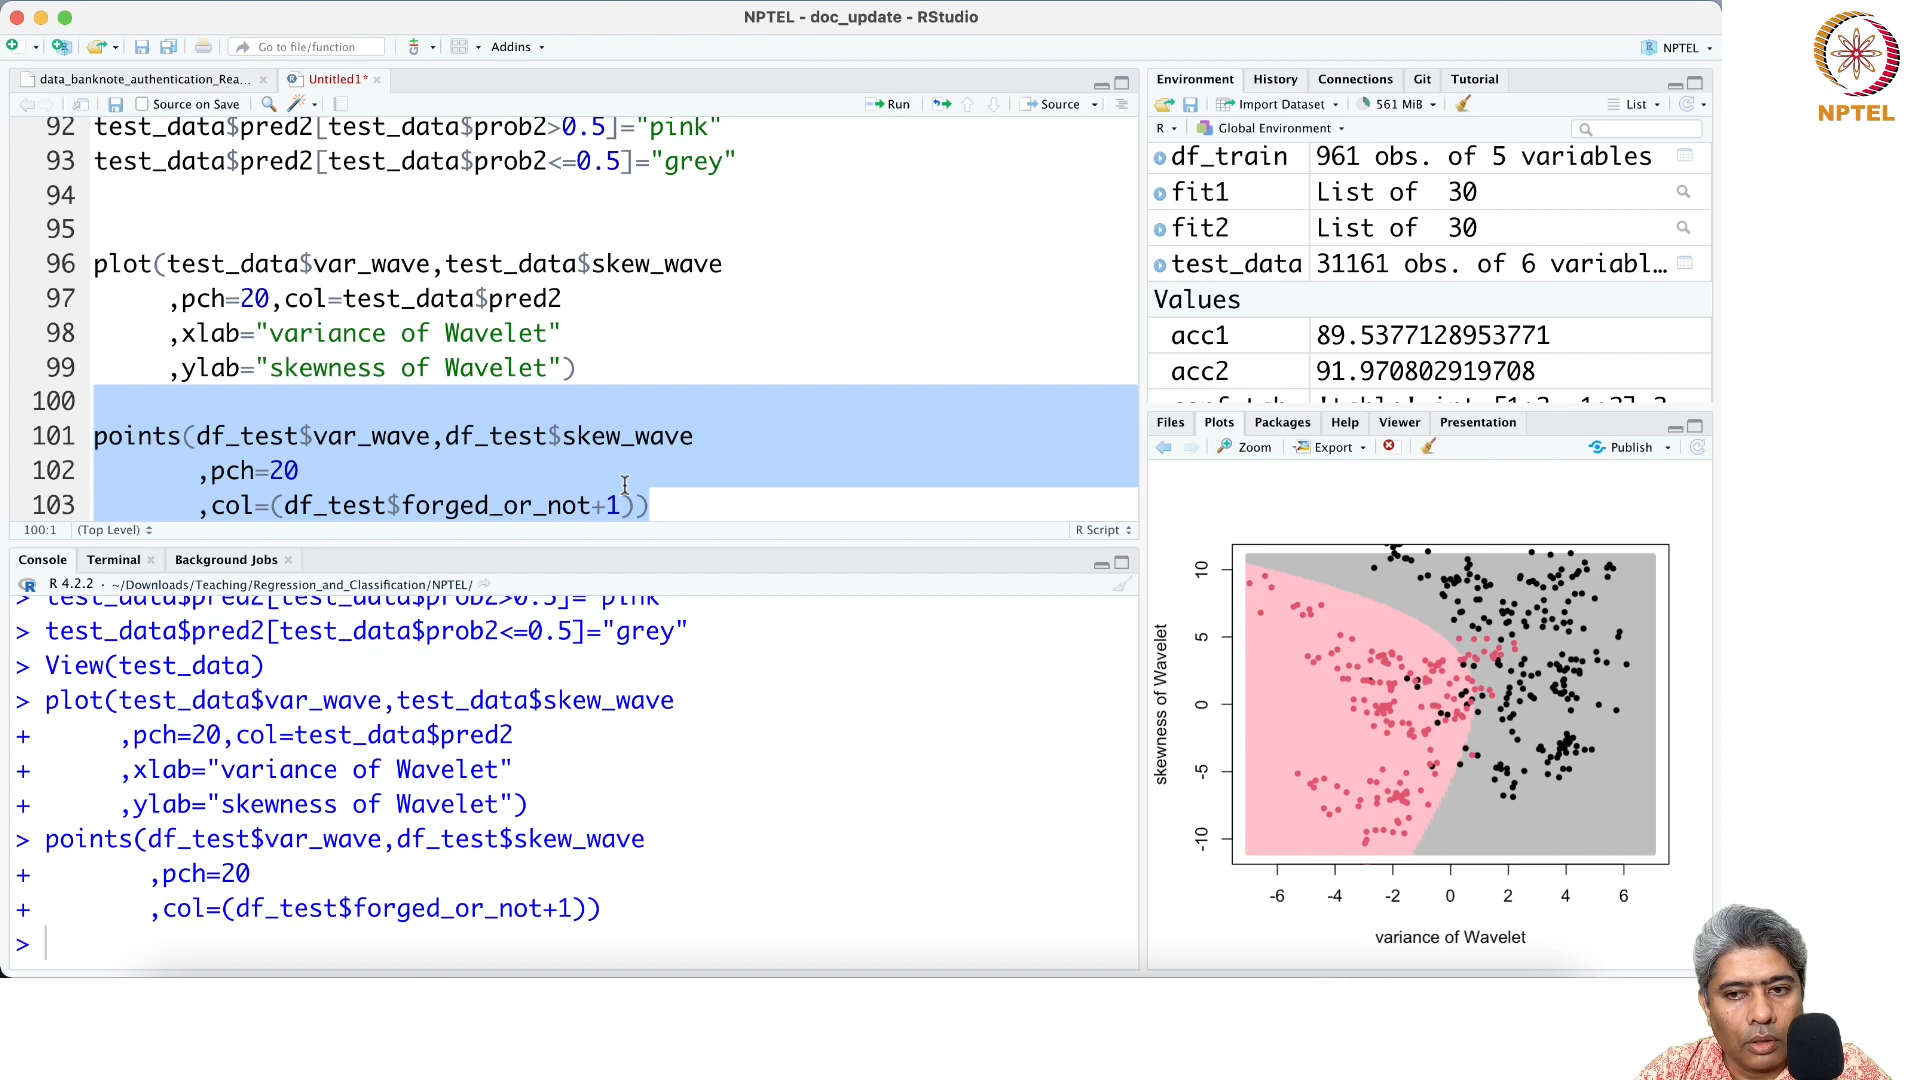 NPTEL - doc_update - RStudio
Go to file/function
Addins
NPTEL
data_banknote_authentication_Rea...
Untitled1*
Source on Save
Run
Source
92 test_data$pred2[test_data$prob2>0.5]="pink"
93 test_data$pred2[test_data$prob2<=0.5]="grey"
94
95
96 plot(test_data$var_wave,test_data$skew_wave
97 ,pch=20,col=test_data$pred2
98 ,xlab="variance of Wavelet"
99 ,ylab="skewness of Wavelet")
100
101 points(df_test$var_wave,df_test$skew_wave
102 ,pch=20
103 ,col=(df_test$forged_or_not+1))
100:1 (Top Level) R Script
Console Terminal Background Jobs
R 4.2.2 · ~/Downloads/Teaching/Regression_and_Classification/NPTEL/
> test_data$pred2[test_data$prob2>0.5]="pink"
> test_data$pred2[test_data$prob2<=0.5]="grey"
> View(test_data)
> plot(test_data$var_wave,test_data$skew_wave
+ ,pch=20,col=test_data$pred2
+ ,xlab="variance of Wavelet"
+ ,ylab="skewness of Wavelet")
> points(df_test$var_wave,df_test$skew_wave
+ ,pch=20
+ ,col=(df_test$forged_or_not+1))
>
Environment History Connections Git Tutorial
Import Dataset 561 MiB List
R Global Environment
df_train 961 obs. of 5 variables
fit1 List of 30
fit2 List of 30
test_data 31161 obs. of 6 variabl...
Values
acc1 89.5377128953771
acc2 91.970802919708
Files Plots Packages Help Viewer Presentation
Zoom Export Publish
skewness of Wavelet
10
5
0
-5
-10
-6 -4 -2 0 2 4 6
variance of Wavelet
NPTEL